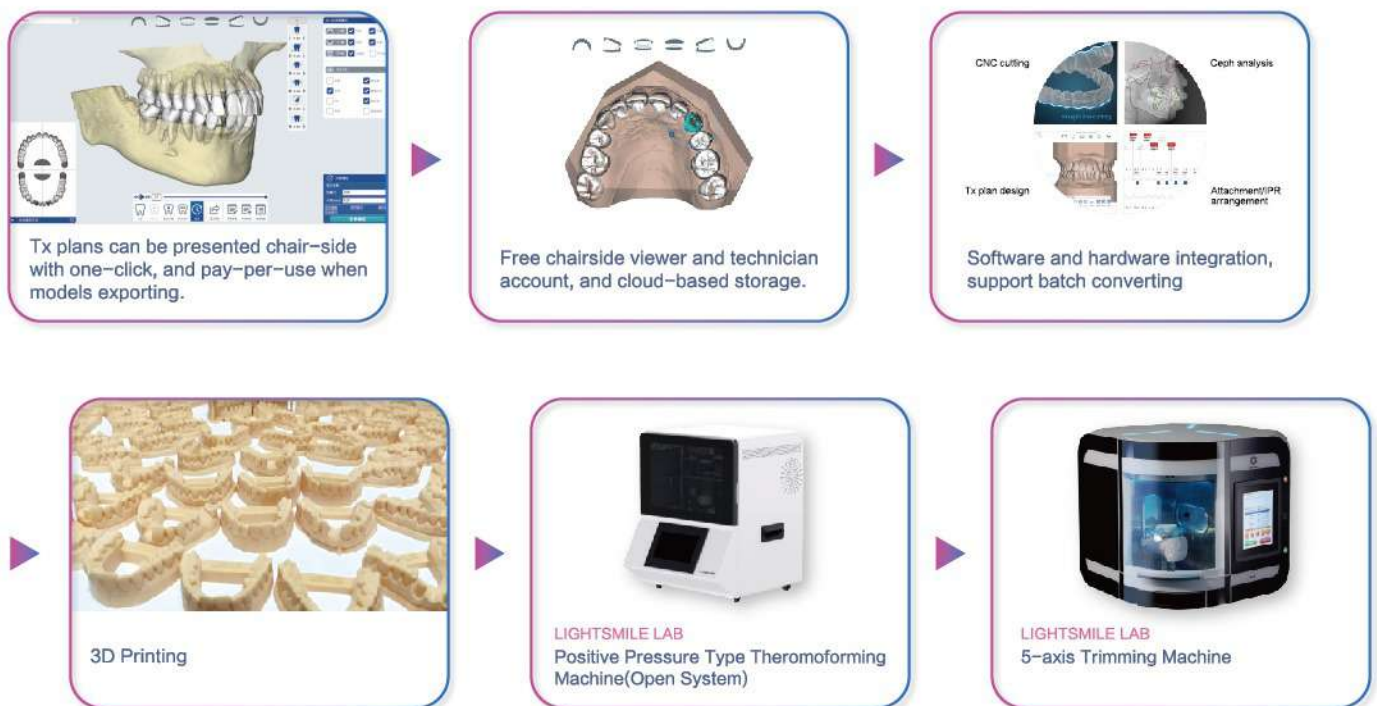 Tx plans can be presented chair-side
with one-click, and pay-per-use when
models exporting.
Free chairside viewer and technician
account, and cloud-based storage.
CNC cutting
Ceph analysis
Tx plan design
Attachment/IPR
arrangement
Software and hardware integration,
support batch converting
3D Printing
LIGHTSMILE LAB
Positive Pressure Type Theromoforming
Machine(Open System)
LIGHTSMILE LAB
5-axis Trimming Machine